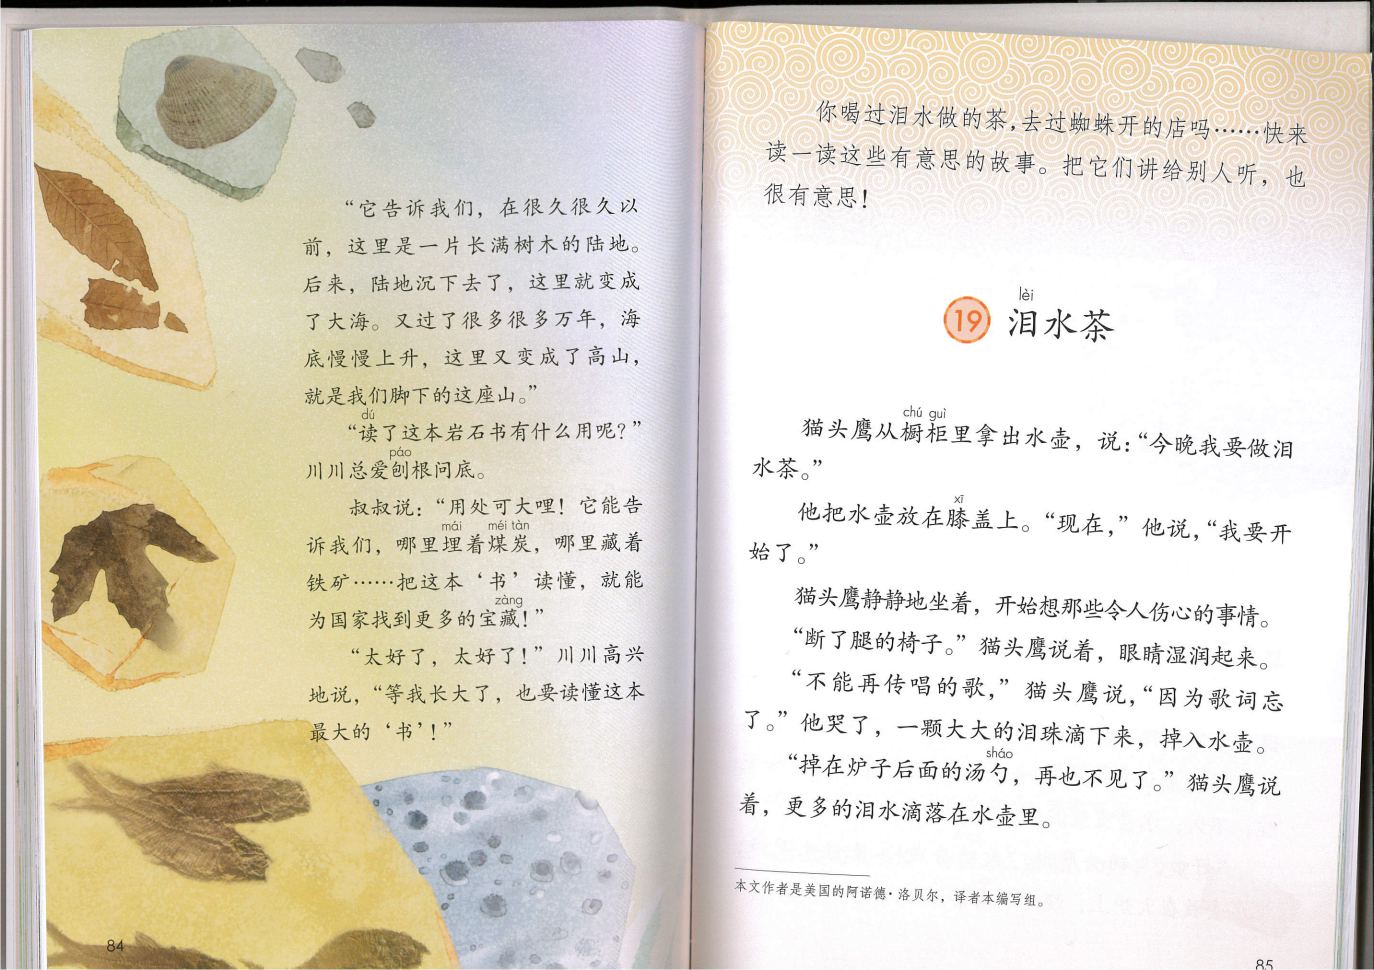 “它告诉我们，在很久很久以
前，这里是一片长满树木的陆地。
后来，陆地沉下去了，这里就变成
了大海。又过了很多很多万年，海
底慢慢上升，这里又变成了高山，
就是我们脚下的这座山。”
dú
“读了这本岩石书有什么用呢？”
páo
川川总爱刨根问底。
叔叔说：“用处可大哩！它能告
mái méi tàn
诉我们，哪里埋着煤炭，哪里藏着
铁矿……把这本‘书’读懂，就能
zàng
为国家找到更多的宝藏！”
“太好了，太好了！”川川高兴
地说，“等我长大了，也要读懂这本
最大的‘书’！”
84
你喝过泪水做的茶，去过蜘蛛开的店吗……快来
读一读这些有意思的故事。把它们讲给别人听，也
很有意思！
lèi
19 泪水茶
chú guì
猫头鹰从橱柜里拿出水壶，说：“今晚我要做泪
水茶。”
xī
他把水壶放在膝盖上。“现在，”他说，“我要开
始了。”
猫头鹰静静地坐着，开始想那些令人伤心的事情。
“断了腿的椅子。”猫头鹰说着，眼睛湿润起来。
“不能再传唱的歌，”猫头鹰说，“因为歌词忘
了。”他哭了，一颗大大的泪珠滴下来，掉入水壶。
sháo
“掉在炉子后面的汤勺，再也不见了。”猫头鹰说
着，更多的泪水滴落在水壶里。
本文作者是美国的阿诺德·洛贝尔，译者本编写组。
85